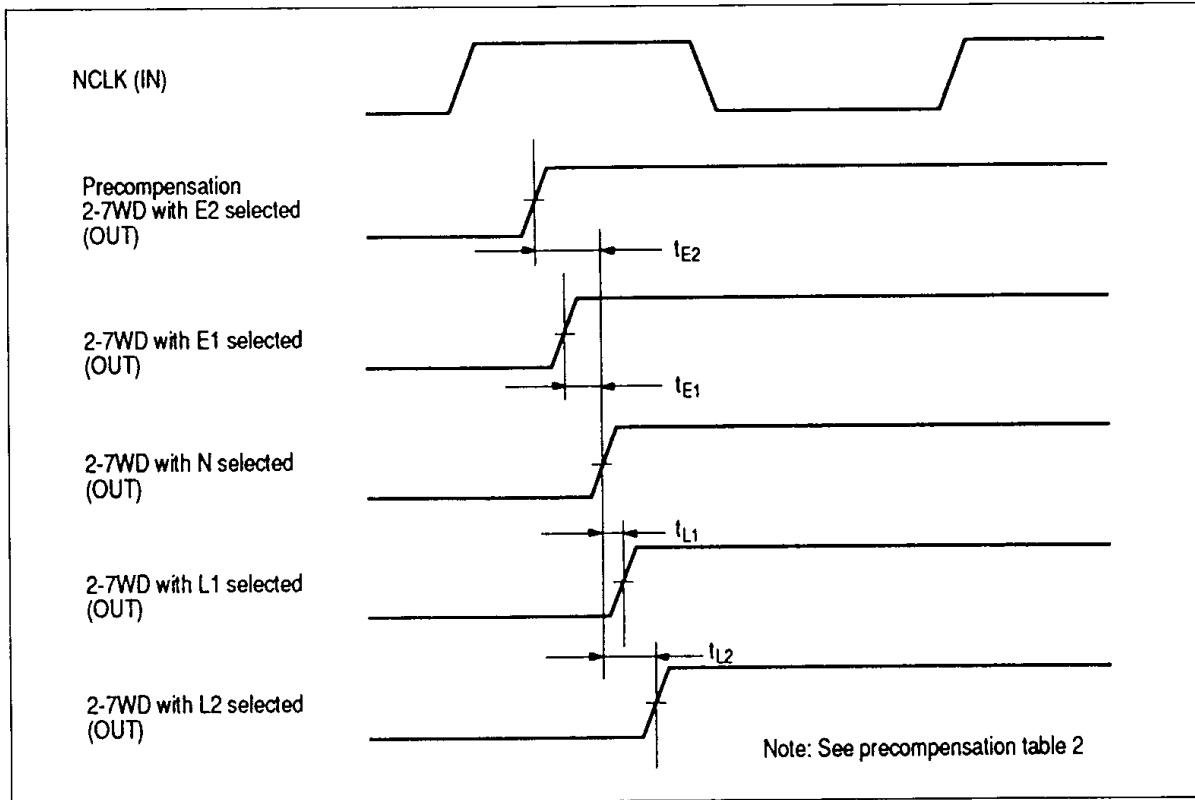 NCLK (IN)
Precompensation
2-7WD with E2 selected
(OUT)
tE2
2-7WD with E1 selected
(OUT)
tE1
2-7WD with N selected
(OUT)
tL1
2-7WD with L1 selected
(OUT)
tL2
2-7WD with L2 selected
(OUT)
Note: See precompensation table 2